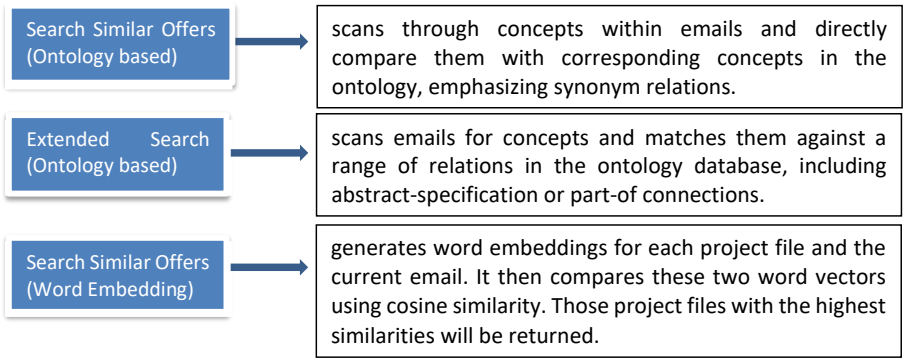 Search Similar Offers
(Ontology based)
scans through concepts within emails and directly
compare them with corresponding concepts in the
ontology, emphasizing synonym relations.
Extended Search
(Ontology based)
scans emails for concepts and matches them against a
range of relations in the ontology database, including
abstract-specification or part-of connections.
Search Similar Offers
(Word Embedding)
generates word embeddings for each project file and the
current email. It then compares these two word vectors
using cosine similarity. Those project files with the highest
similarities will be returned.